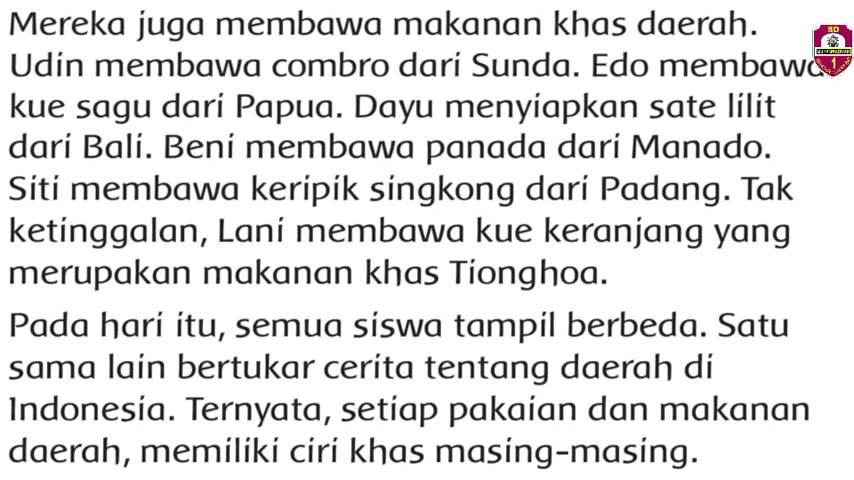 Mereka juga membawa makanan khas daerah.
Udin membawa combro dari Sunda. Edo membawa
kue sagu dari Papua. Dayu menyiapkan sate lilit
dari Bali. Beni membawa panada dari Manado.
Siti membawa keripik singkong dari Padang. Tak
ketinggalan, Lani membawa kue keranjang yang
merupakan makanan khas Tionghoa.
Pada hari itu, semua siswa tampil berbeda. Satu
sama lain bertukar cerita tentang daerah di
Indonesia. Ternyata, setiap pakaian dan makanan
daerah, memiliki ciri khas masing-masing.
SD
1